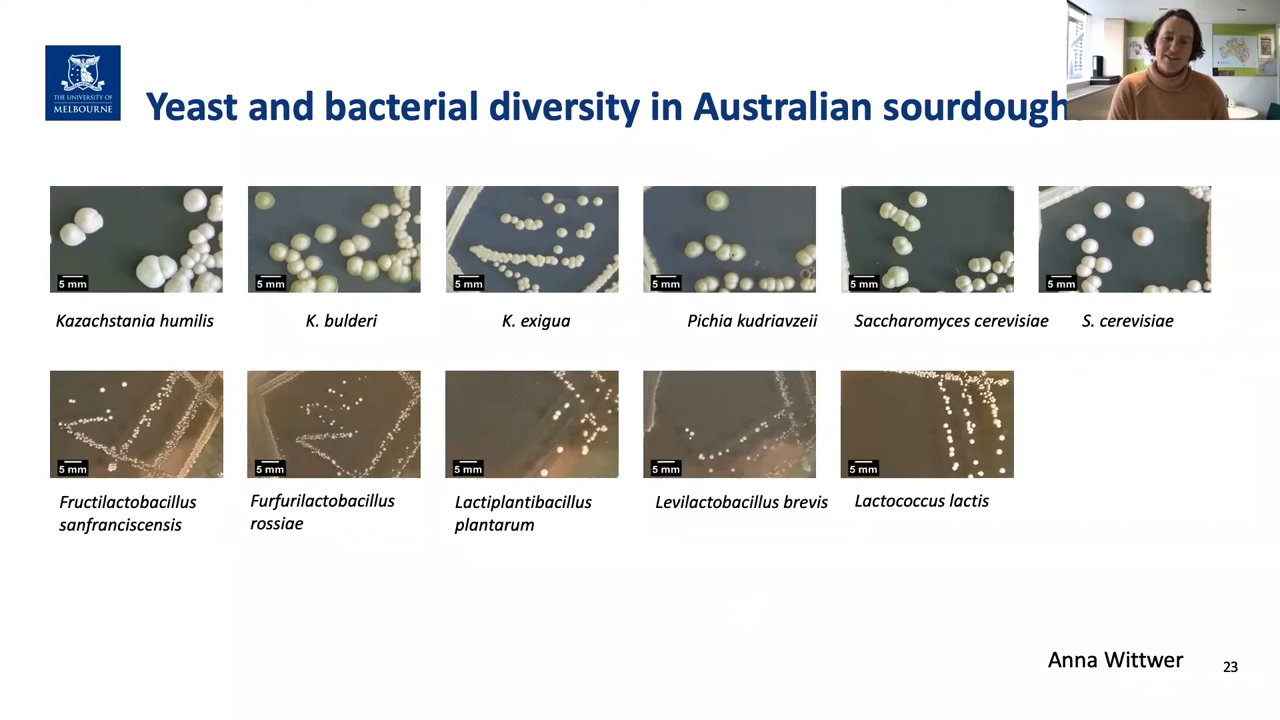 THE UNIVERSITY OF
MELBOURNE
Yeast and bacterial diversity in Australian sourdough
5 mm
5 mm
5 mm
5 mm
5 mm
5 mm
Kazachstania humilis
K. bulderi
K. exigua
Pichia kudriavzeii
Saccharomyces cerevisiae
S. cerevisiae
5 mm
5 mm
5 mm
5 mm
5 mm
Fructilactobacillus
sanfranciscensis
Furfurilactobacillus
rossiae
Lactiplantibacillus
plantarum
Levilactobacillus brevis
Lactococcus lactis
Anna Wittwer
23